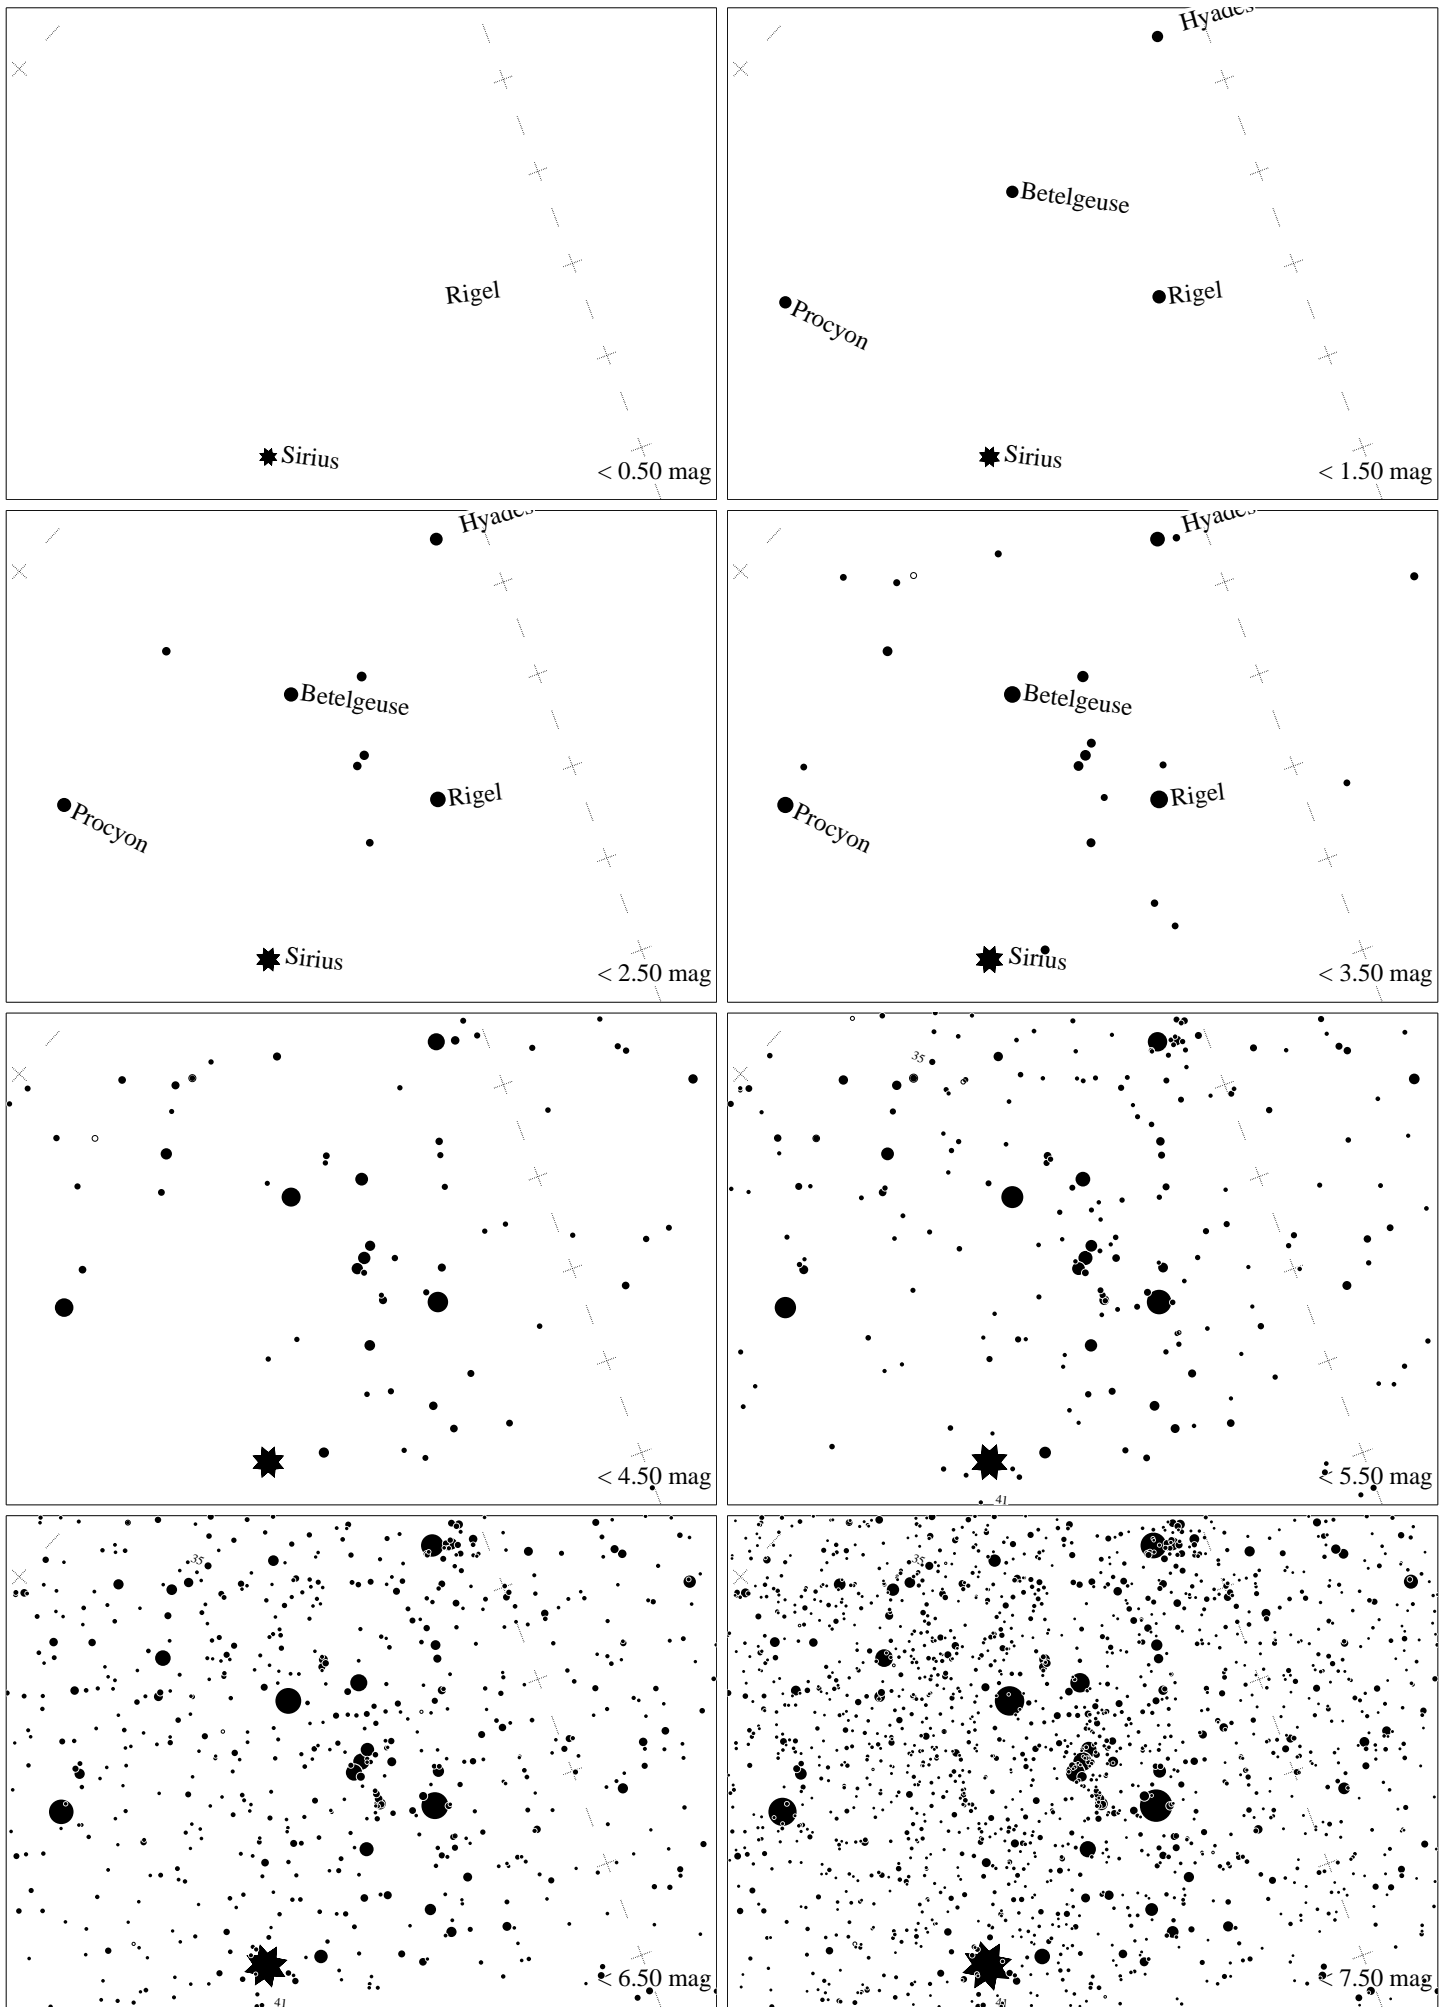 Rigel
Sirius
< 0.50 mag
Hyades
Betelgeuse
Rigel
Procyon
Sirius
< 1.50 mag
Hyades
Betelgeuse
Rigel
Procyon
Sirius
< 2.50 mag
Hyades
Betelgeuse
Rigel
Procyon
Sirius
< 3.50 mag
< 4.50 mag
35
< 5.50 mag
41
35
< 6.50 mag
41
35
< 7.50 mag
41